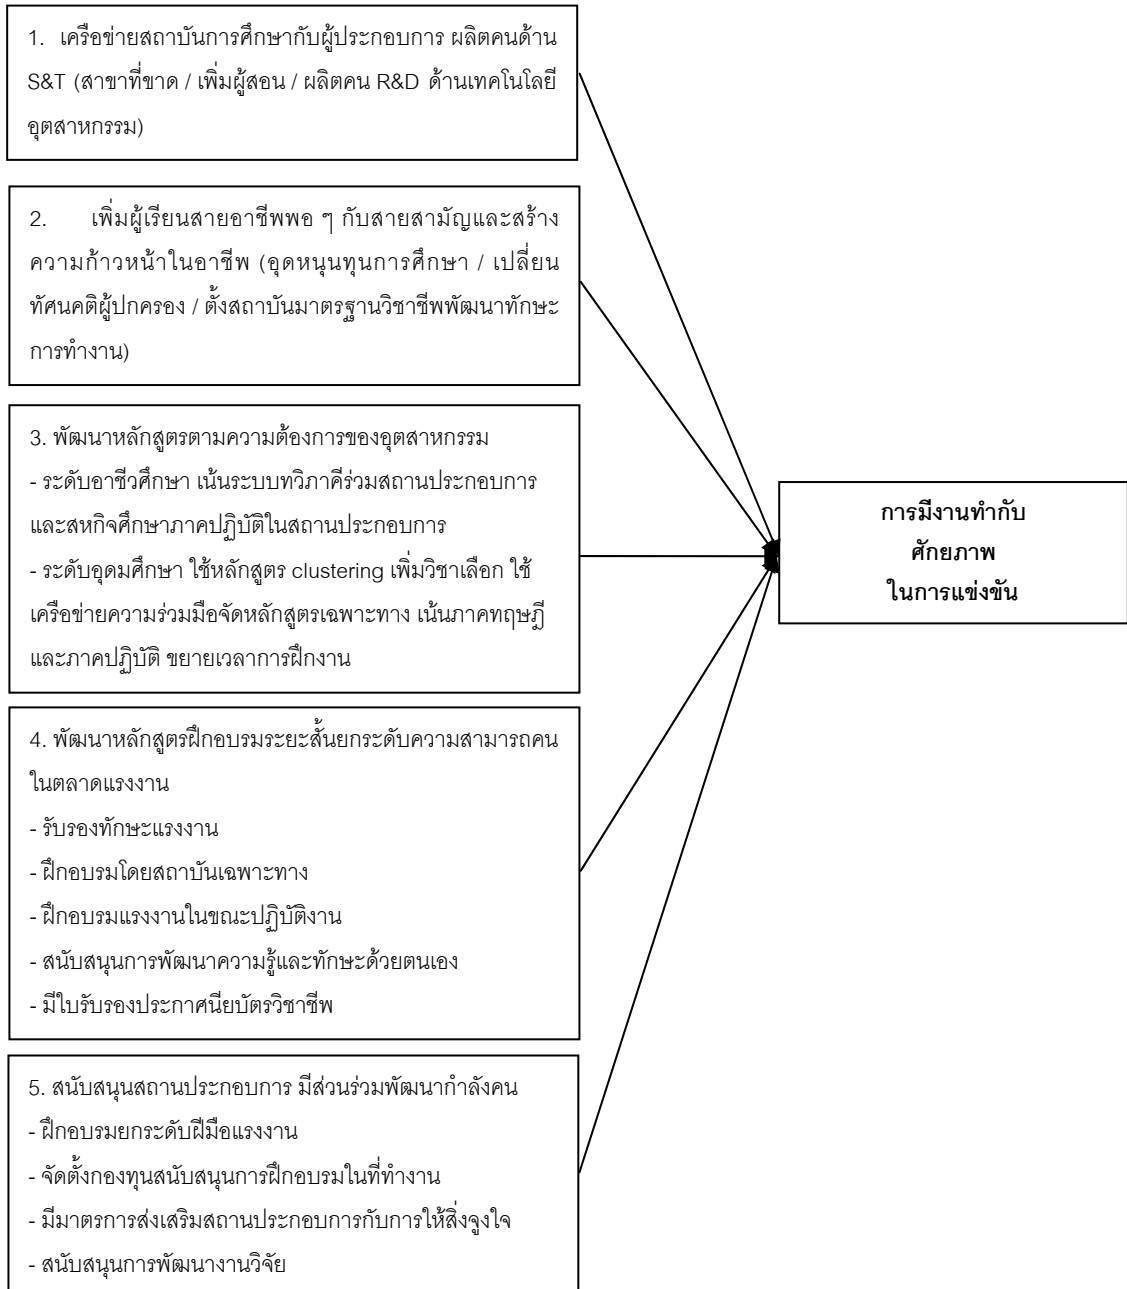 1. เครือข่ายสถาบันการศึกษากับผู้ประกอบการ ผลิตคนด้าน
S&T (สาขาที่ขาด / เพิ่มผู้สอน / ผลิตคน R&D ด้านเทคโนโลยี
อุตสาหกรรม)
2. เพิ่มผู้เรียนสายอาชีพพอ ๆ กับสายสามัญและสร้าง
ความก้าวหน้าในอาชีพ (อุดหนุนทุนการศึกษา / เปลี่ยน
ทัศนคติผู้ปกครอง / ตั้งสถาบันมาตรฐานวิชาชีพพัฒนาทักษะ
การทำงาน)
3. พัฒนาหลักสูตรตามความต้องการของอุตสาหกรรม
- ระดับอาชีวศึกษา เน้นระบบทวิภาคีร่วมสถานประกอบการ
และสหกิจศึกษาภาคปฏิบัติในสถานประกอบการ
- ระดับอุดมศึกษา ใช้หลักสูตร clustering เพิ่มวิชาเลือก ใช้
เครือข่ายความร่วมมือจัดหลักสูตรเฉพาะทาง เน้นภาคทฤษฎี
และภาคปฏิบัติ ขยายเวลาการฝึกงาน
4. พัฒนาหลักสูตรฝึกอบรมระยะสั้นยกระดับความสามารถคน
ในตลาดแรงงาน
- รับรองทักษะแรงงาน
- ฝึกอบรมโดยสถาบันเฉพาะทาง
- ฝึกอบรมแรงงานในขณะปฏิบัติงาน
- สนับสนุนการพัฒนาความรู้และทักษะด้วยตนเอง
- มีใบรับรองประกาศนียบัตรวิชาชีพ
5. สนับสนุนสถานประกอบการ มีส่วนร่วมพัฒนากำลังคน
- ฝึกอบรมยกระดับฝีมือแรงงาน
- จัดตั้งกองทุนสนับสนุนการฝึกอบรมในที่ทำงาน
- มีมาตรการส่งเสริมสถานประกอบการกับการให้สิ่งจูงใจ
- สนับสนุนการพัฒนางานวิจัย
การมีงานทำกับ
ศักยภาพ
ในการแข่งขัน